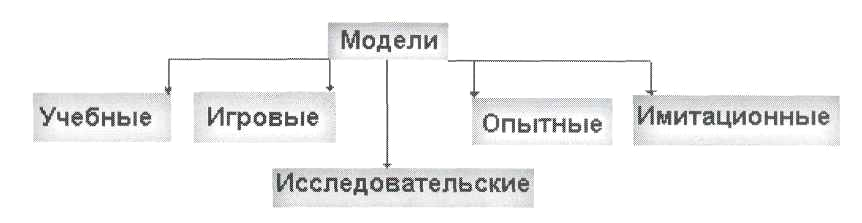 Модели
Учебные
Игровые
Опытные
Имитационные
Исследовательские